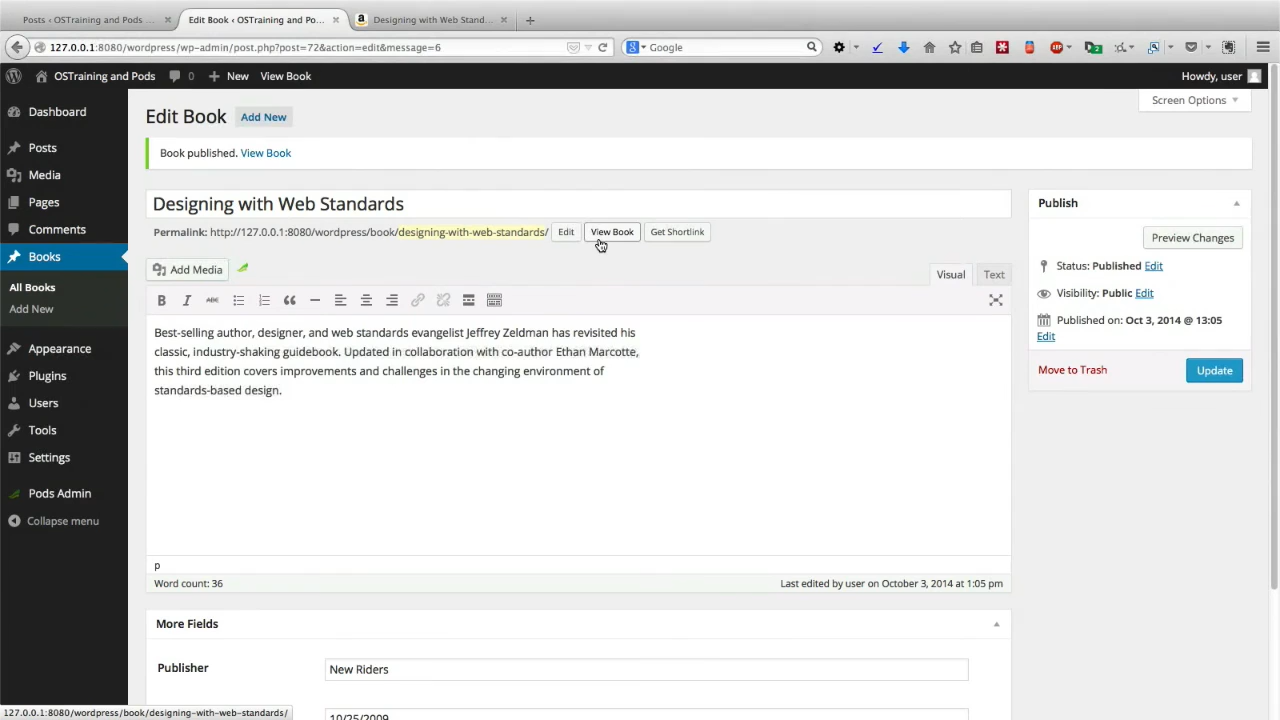 Posts ‹ OSTraining and Pods ...
Edit Book ‹ OSTraining and Po...
Designing with Web Stand...
127.0.0.1:8080/wordpress/wp-admin/post.php?post=72&action=edit&message=6
Google
OSTraining and Pods
0
New
View Book
Howdy, user
Dashboard
Posts
Media
Pages
Comments
Books
All Books
Add New
Appearance
Plugins
Users
Tools
Settings
Pods Admin
Collapse menu
Screen Options
Edit Book Add New
Book published. View Book
Designing with Web Standards
Permalink: http://127.0.0.1:8080/wordpress/book/designing-with-web-standards/ Edit View Book Get Shortlink
Add Media
Visual Text
B I ABC
Best-selling author, designer, and web standards evangelist Jeffrey Zeldman has revisited his
classic, industry-shaking guidebook. Updated in collaboration with co-author Ethan Marcotte,
this third edition covers improvements and challenges in the changing environment of
standards-based design.
p
Word count: 36
Last edited by user on October 3, 2014 at 1:05 pm
More Fields
Publisher
New Riders
10/25/2009
Publish
Preview Changes
Status: Published Edit
Visibility: Public Edit
Published on: Oct 3, 2014 @ 13:05
Edit
Move to Trash
Update
127.0.0.1:8080/wordpress/book/designing-with-web-standards/